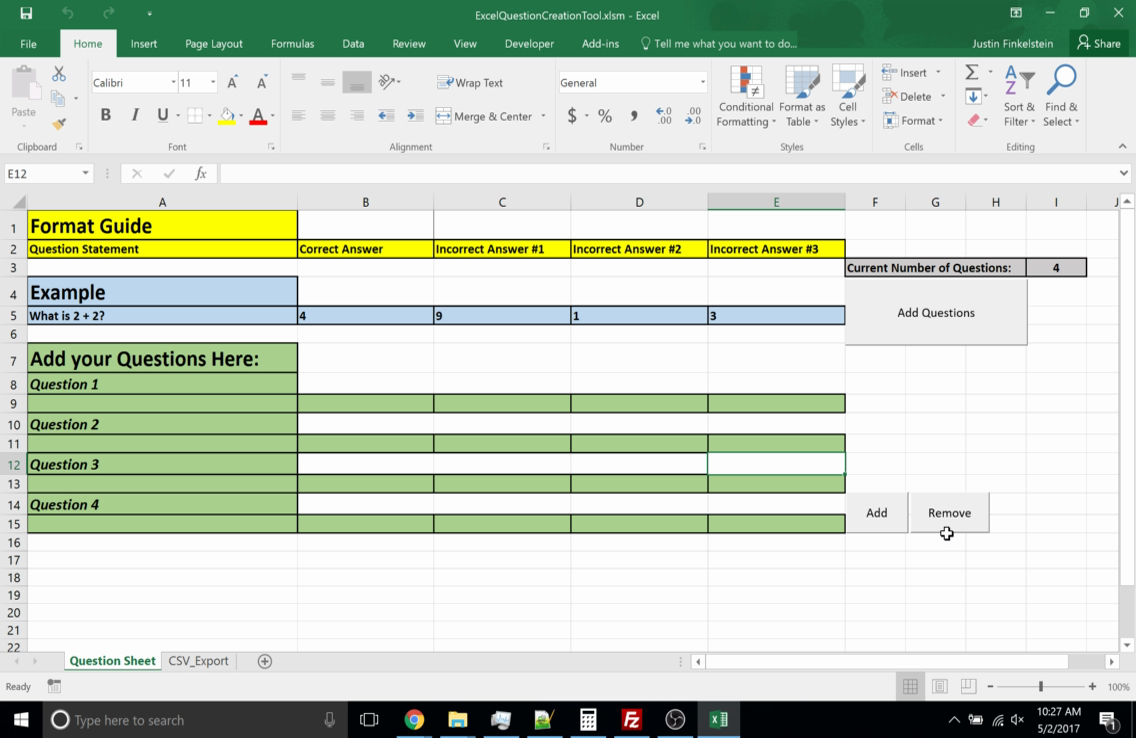 ExcelQuestionCreationTool.xlsm - Excel
File Home Insert Page Layout Formulas Data Review View Developer Add-ins Tell me what you want to do... Justin Finkelstein Share
Paste
Calibri 11 A A
B I U A
Wrap Text
Merge & Center
General
$ % , .0 .00 .00 .0
Conditional Formatting
Format as Table
Cell Styles
Insert
Delete
Format
Σ
A Z
Sort & Filter
Find & Select
Clipboard Font Alignment Number Styles Cells Editing
E12 fx
A B C D E F G H I J
1 Format Guide
2 Question Statement Correct Answer Incorrect Answer #1 Incorrect Answer #2 Incorrect Answer #3
3 Current Number of Questions: 4
4 Example
5 What is 2 + 2? 4 9 1 3
Add Questions
6
7 Add your Questions Here:
8 Question 1
9
10 Question 2
11
12 Question 3
13
14 Question 4
Add Remove
15
16
17
18
19
20
21
22
Question Sheet CSV_Export
Ready 100%
Type here to search
10:27 AM
5/2/2017
1